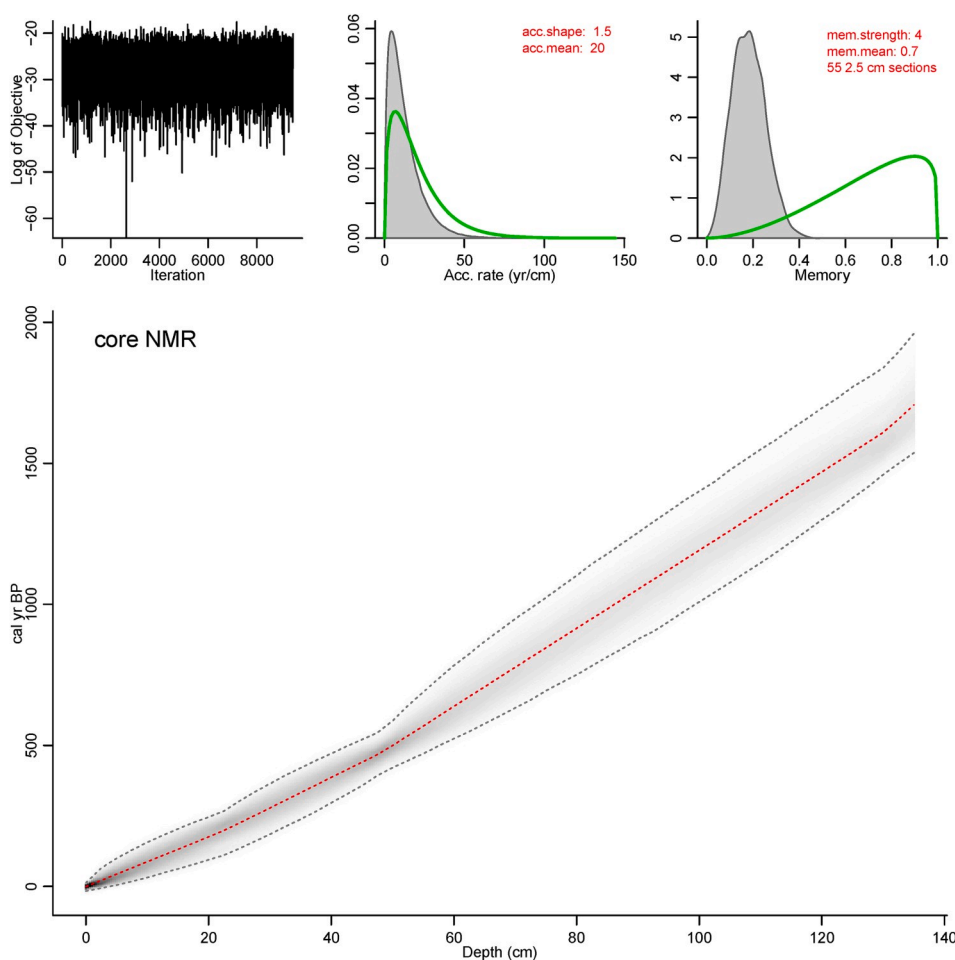 -20
-30
-40
-50
-60
Log of Objective
0 2000 4000 6000 8000
Iteration
0.06
0.04
0.02
0.00
acc.shape: 1.5
acc.mean: 20
0 50 100 150
Acc. rate (yr/cm)
5
4
3
2
1
0
mem.strength: 4
mem.mean: 0.7
55 2.5 cm sections
0.0 0.2 0.4 0.6 0.8 1.0
Memory
core NMR
2000
1500
1000
500
0
cal yr BP
0 20 40 60 80 100 120 140
Depth (cm)